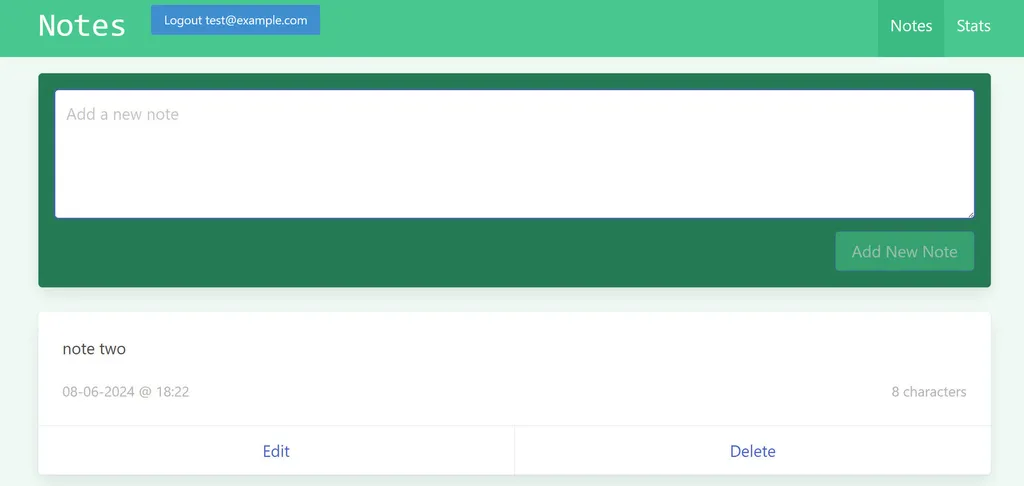 Notes
Logout test@example.com
Notes
Stats
Add a new note
Add New Note
note two
08-06-2024 @ 18:22
8 characters
Edit
Delete